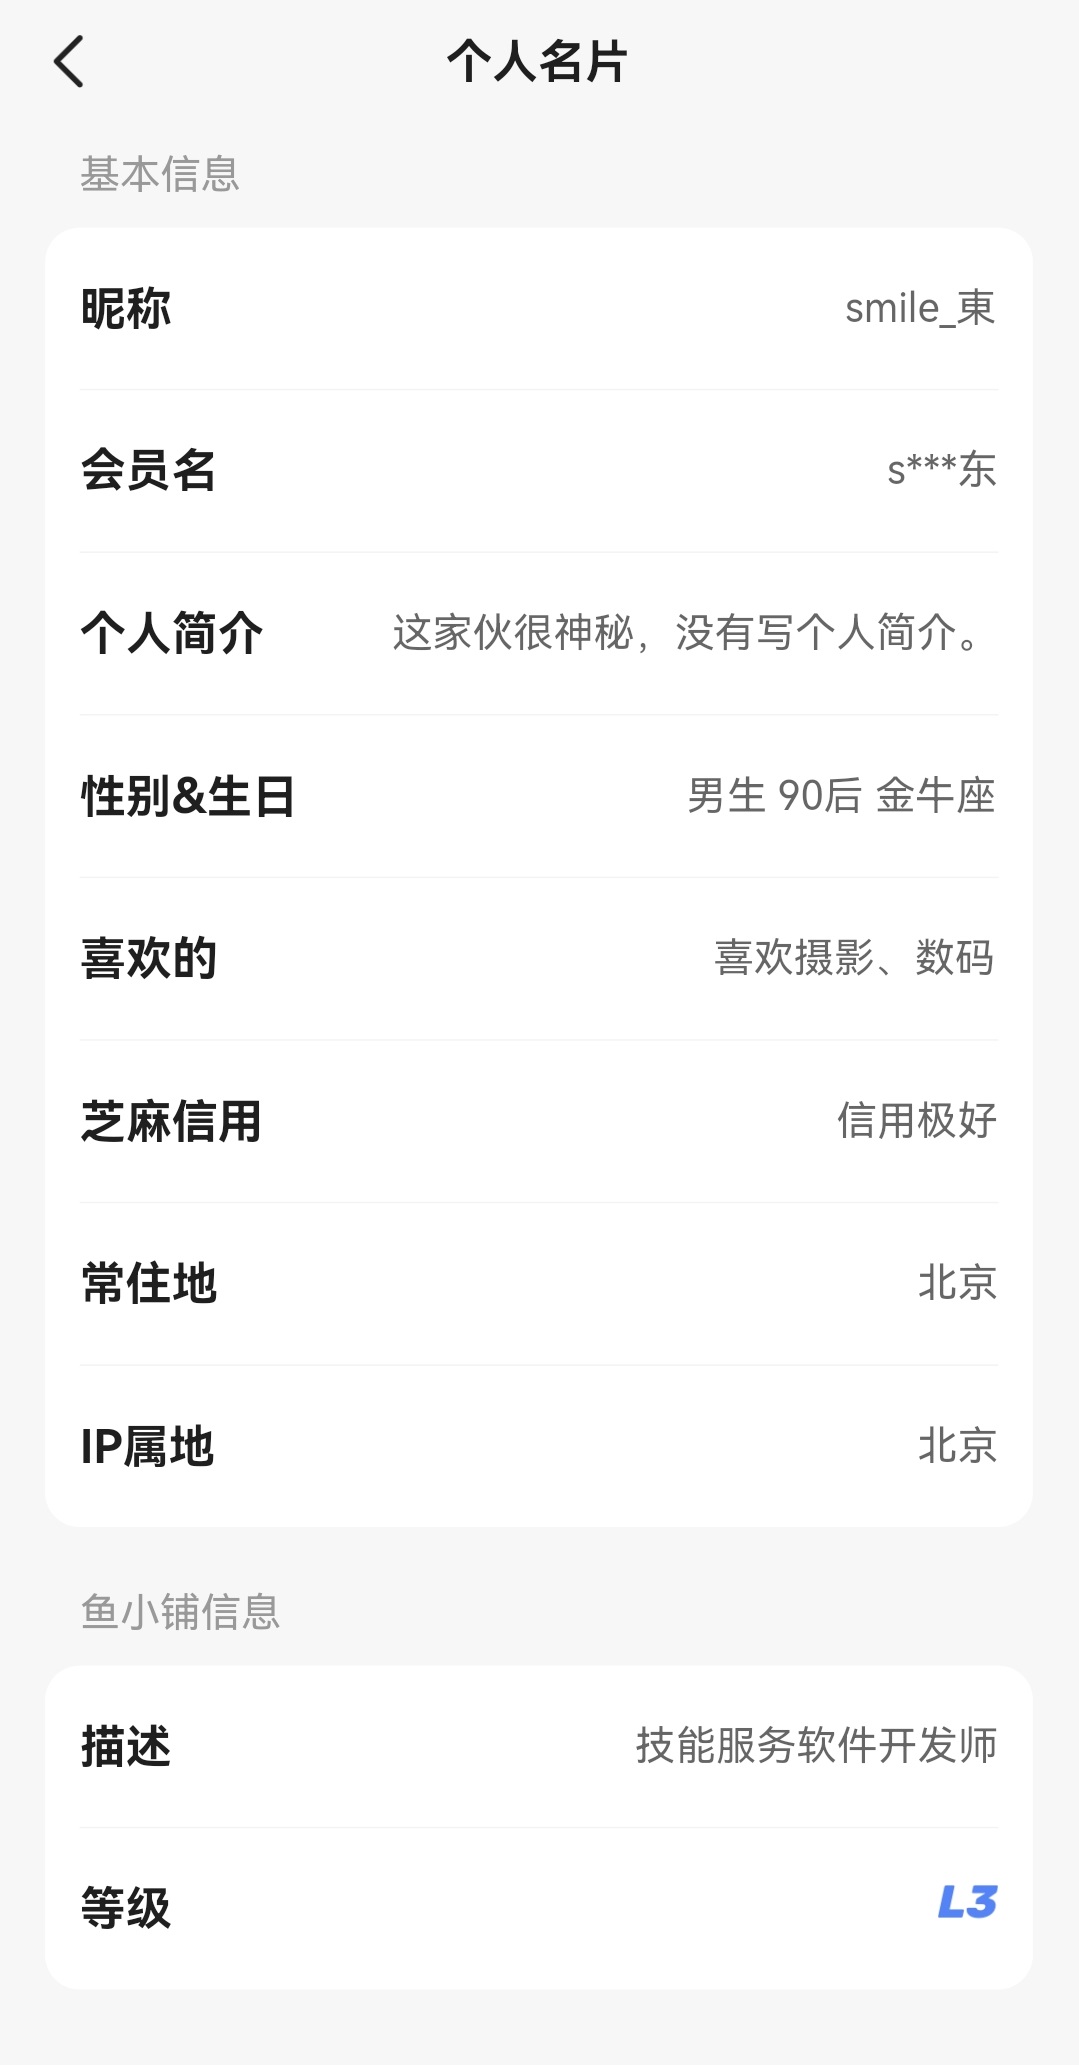 个人名片
基本信息
昵称 smile_東
会员名 s***东
个人简介 这家伙很神秘，没有写个人简介。
性别&生日 男生 90后 金牛座
喜欢的 喜欢摄影、数码
芝麻信用 信用极好
常住地 北京
IP属地 北京
鱼小铺信息
描述 技能服务软件开发师
等级 L3